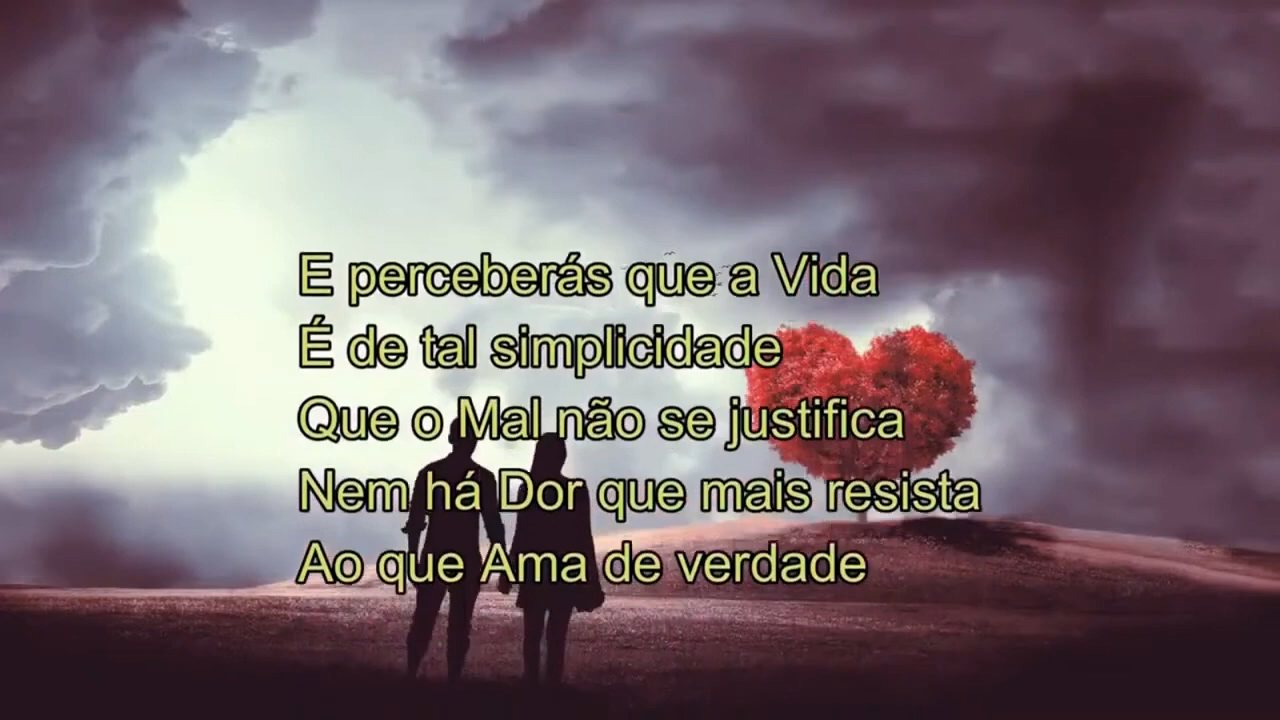 E perceberás que a Vida
É de tal simplicidade
Que o Mal não se justifica
Nem há Dor que mais resista
Ao que Ama de verdade